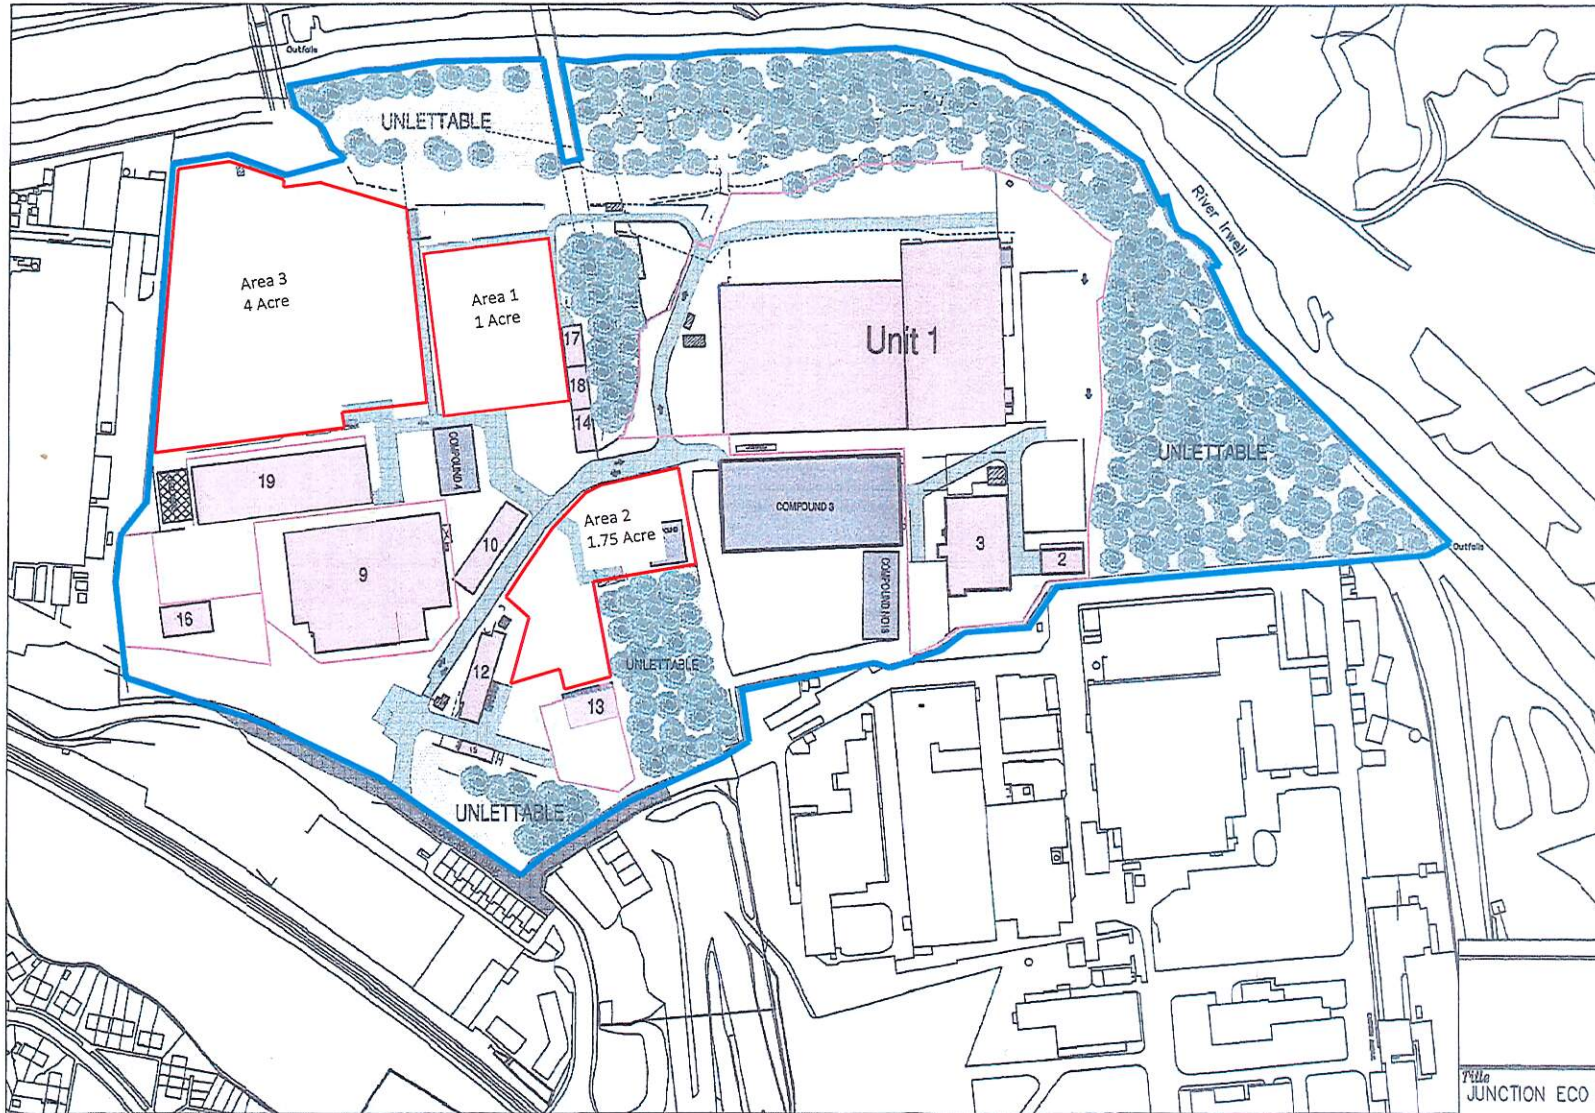 Outfalls
UNLETTABLE
River Irwell
Area 3
4 Acre
Area 1
1 Acre
17
18
14
Unit 1
UNLETTABLE
COMPOUND 4
19
COMPOUND 3
Area 2
1.75 Acre
10
3
2
Outfalls
9
COMPOUND NO15
16
12
UNLETTABLE
13
15
UNLETTABLE
Title
JUNCTION ECO